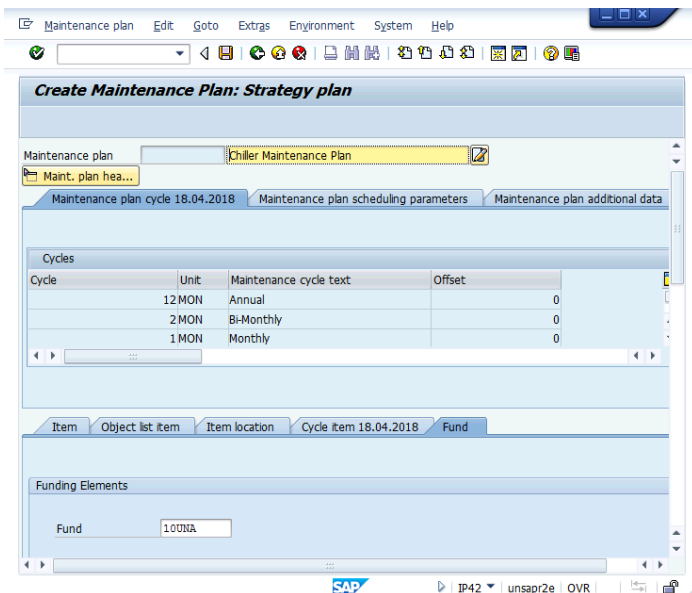 Maintenance plan Edit Goto Extras Environment System Help
Create Maintenance Plan: Strategy plan
Maintenance plan Chiller Maintenance Plan
Maint. plan hea...
Maintenance plan cycle 18.04.2018 Maintenance plan scheduling parameters Maintenance plan additional data
Cycles
Cycle Unit Maintenance cycle text Offset
12 MON Annual 0
2 MON Bi-Monthly 0
1 MON Monthly 0
Item Object list item Item location Cycle item 18.04.2018 Fund
Funding Elements
Fund 10UNA
SAP IP42 unsapr2e OVR